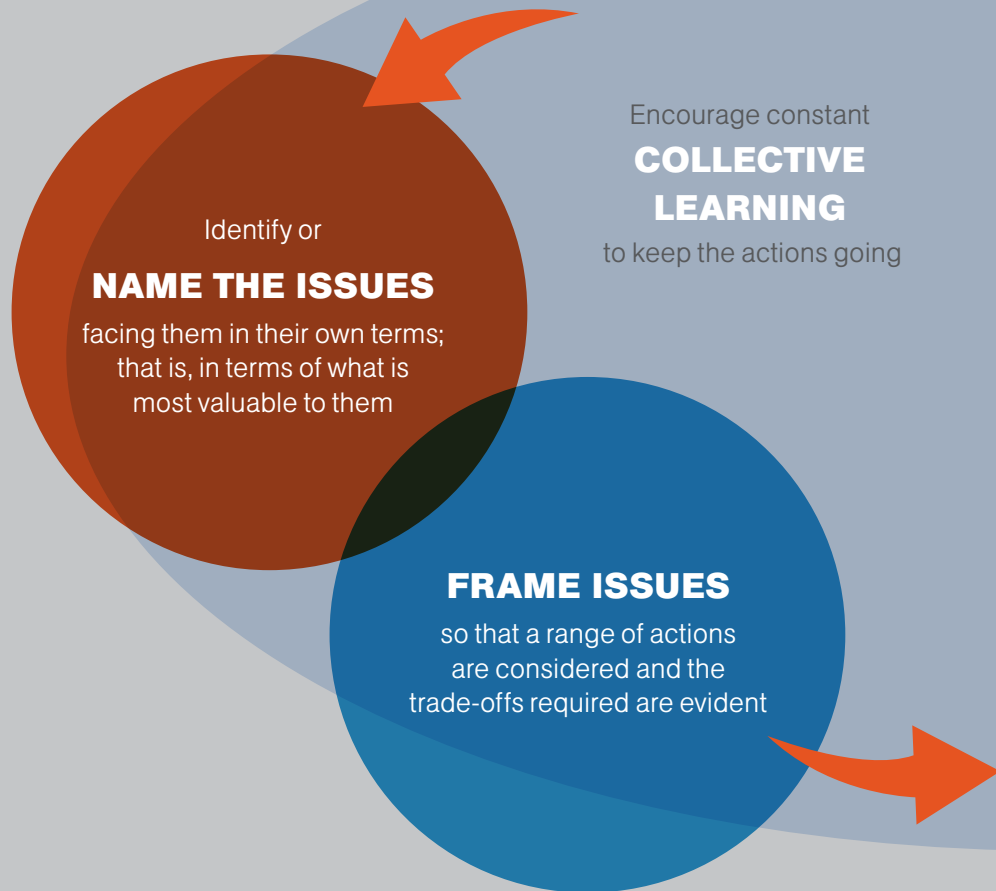 Encourage constant
COLLECTIVE
LEARNING
to keep the actions going
Identify or
NAME THE ISSUES
facing them in their own terms;
that is, in terms of what is
most valuable to them
FRAME ISSUES
so that a range of actions
are considered and the
trade-offs required are evident